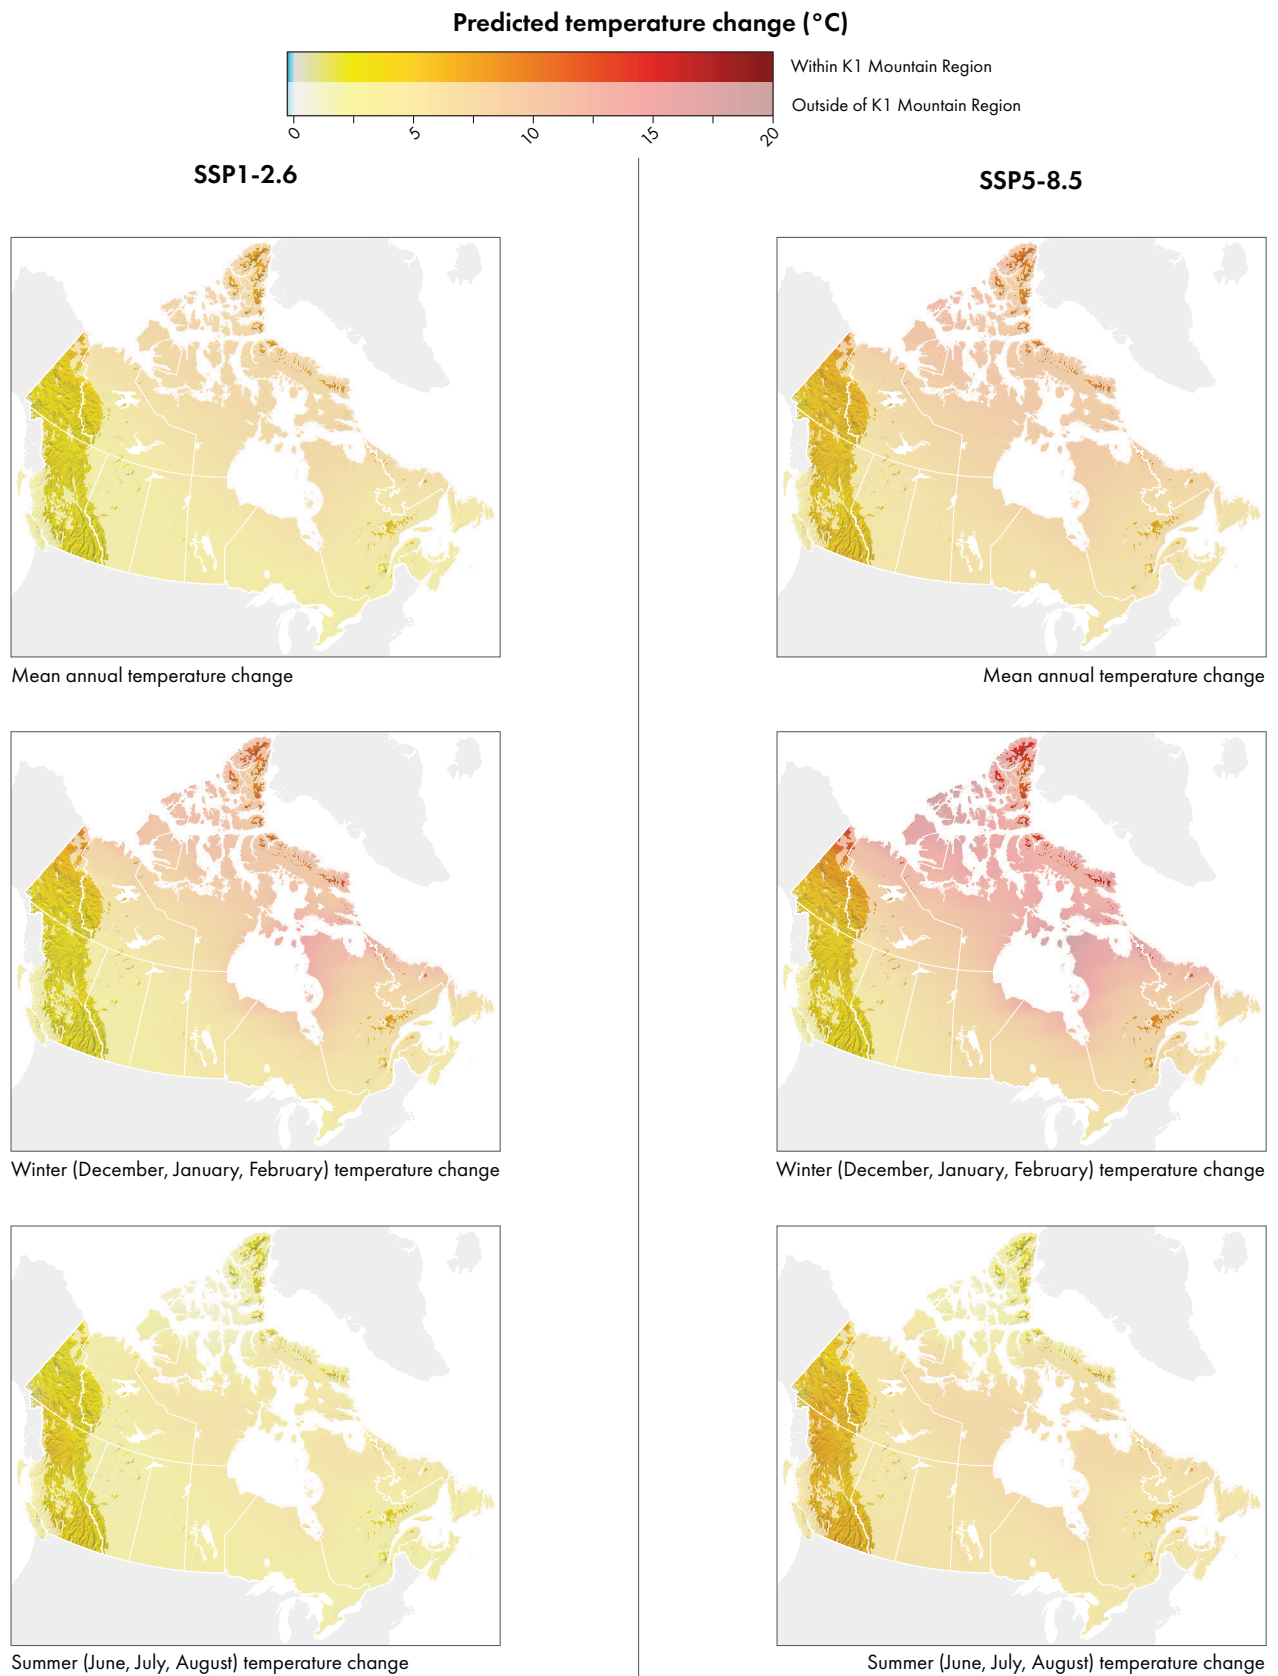 Predicted temperature change (°C)
Within K1 Mountain Region
Outside of K1 Mountain Region
0 5 10 15 20
SSP1-2.6
SSP5-8.5
Mean annual temperature change
Mean annual temperature change
Winter (December, January, February) temperature change
Winter (December, January, February) temperature change
Summer (June, July, August) temperature change
Summer (June, July, August) temperature change